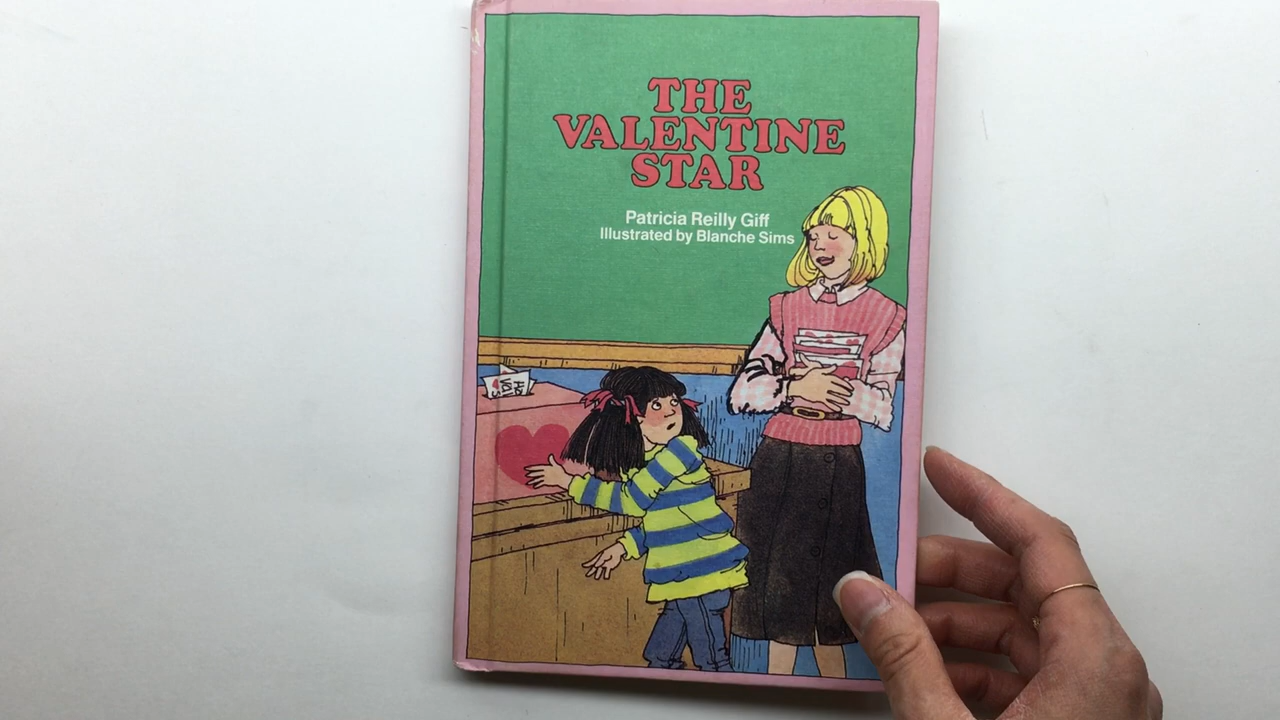 THE
VALENTINE
STAR
Patricia Reilly Giff
Illustrated by Blanche Sims